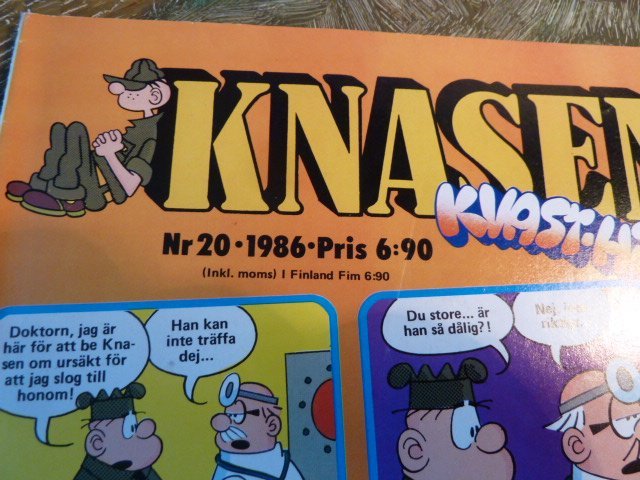 KNASEN
KVAST-
Nr 20 • 1986 • Pris 6:90
(Inkl. moms) I Finland Fim 6:90
Doktorn, jag är
här för att be Kna-
sen om ursäkt för
att jag slog till
honom!
Han kan
inte träffa
dej...
Du store... är
han så dålig?!
Nej,